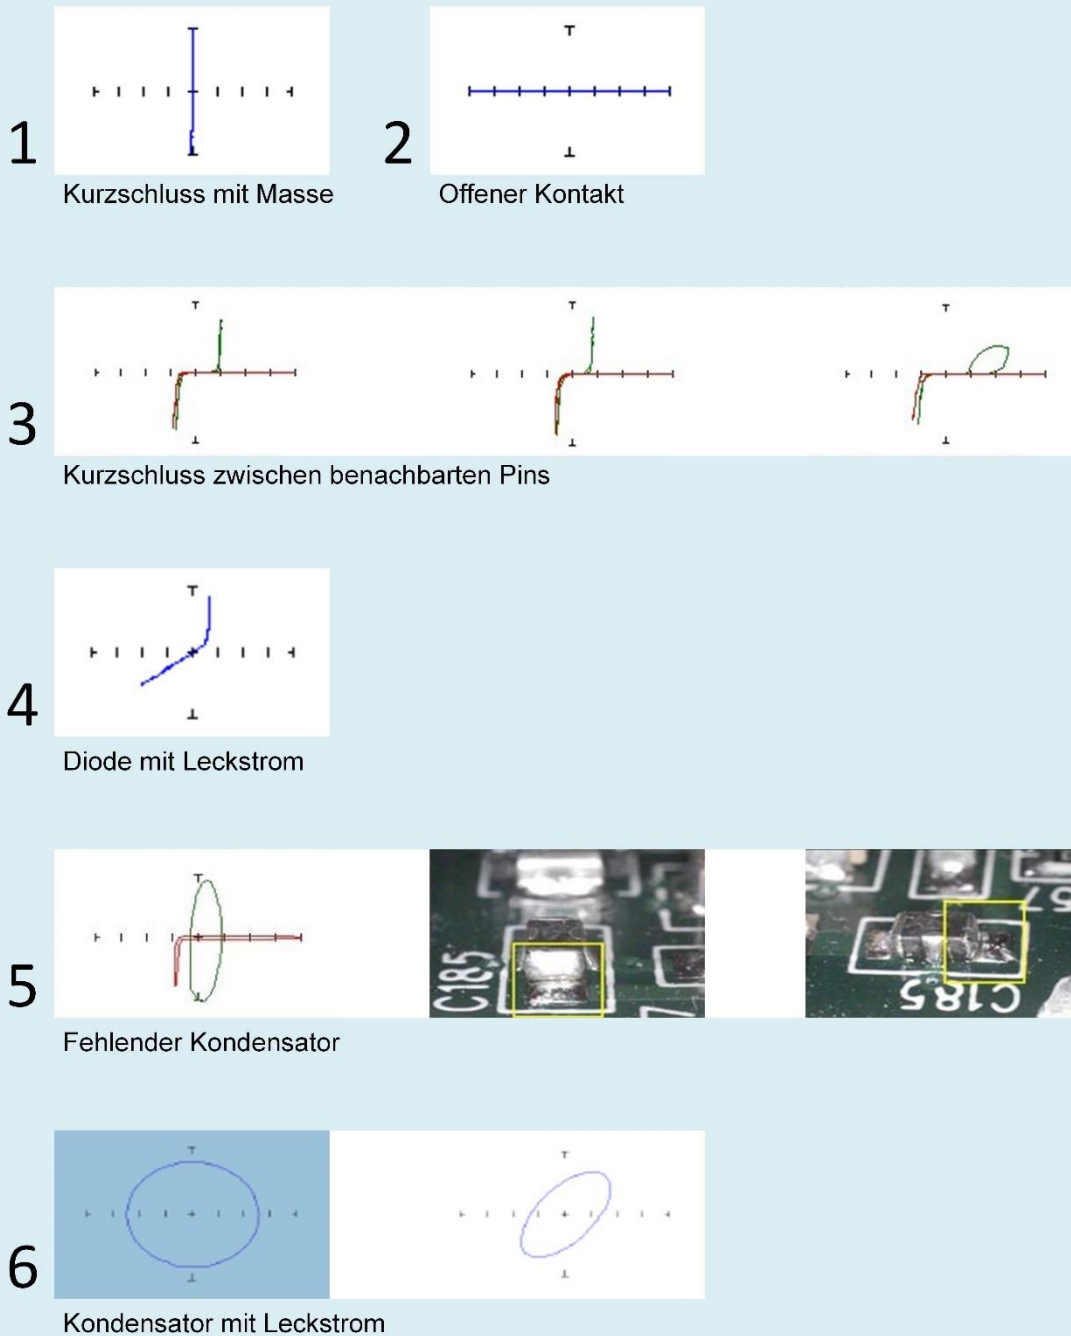 1
2
Kurzschluss mit Masse
Offener Kontakt
3
Kurzschluss zwischen benachbarten Pins
4
Diode mit Leckstrom
C185
C185
57
5
Fehlender Kondensator
6
Kondensator mit Leckstrom